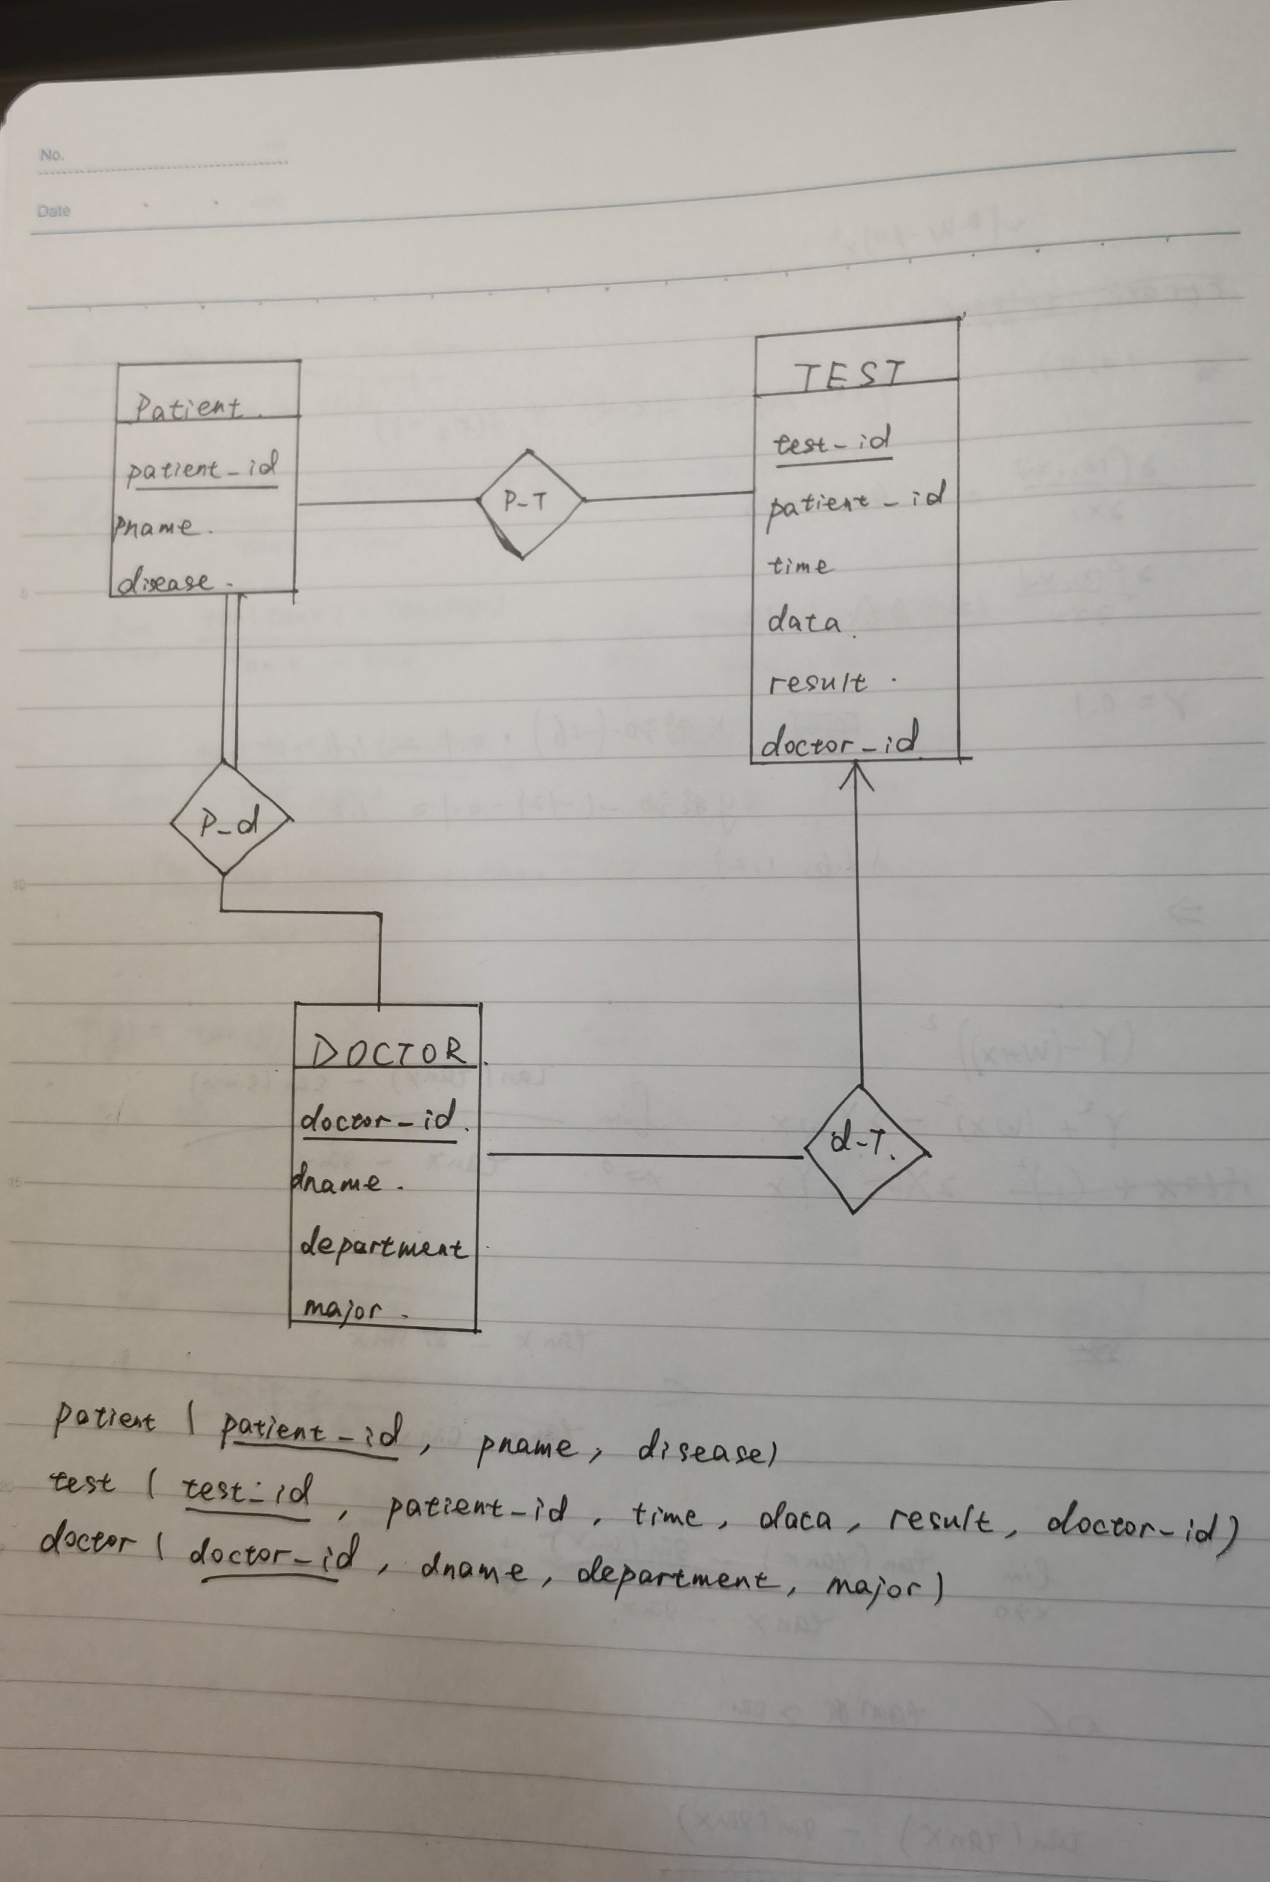 No.
Date
Patient
patient-id
pname.
disease.
P-T
TEST
test-id
patient-id
time
data.
result.
doctor-id
P-d
DOCTOR
doctor-id.
dname.
department
major.
d-T.
patient ( patient-id, pname, disease)
test ( test-id, patient-id, time, data, result, doctor-id)
doctor ( doctor-id, dname, department, major)